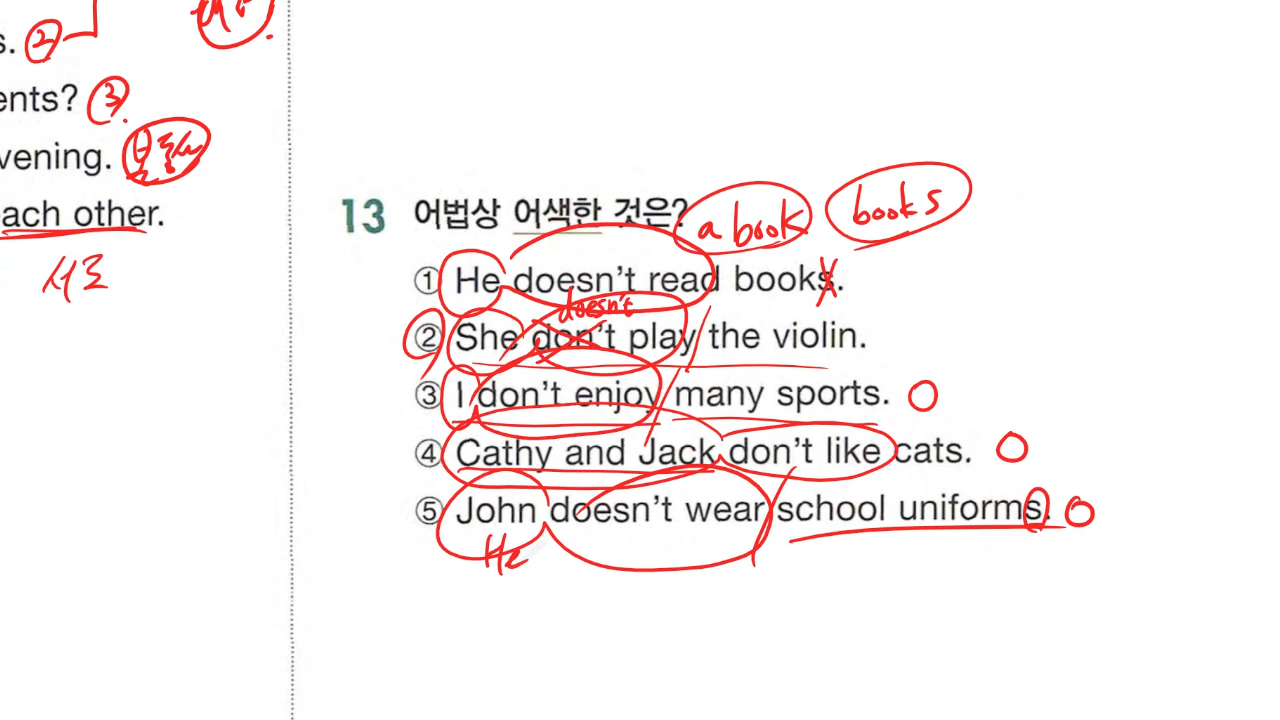 s. ②
ents? ③
vening.
ach other.
서로
13 어법상 어색한 것은? a book books
① He doesn't read books.
doesn't
② She don't play the violin.
③ I don't enjoy many sports.
④ Cathy and Jack don't like cats.
⑤ John doesn't wear school uniforms.
He